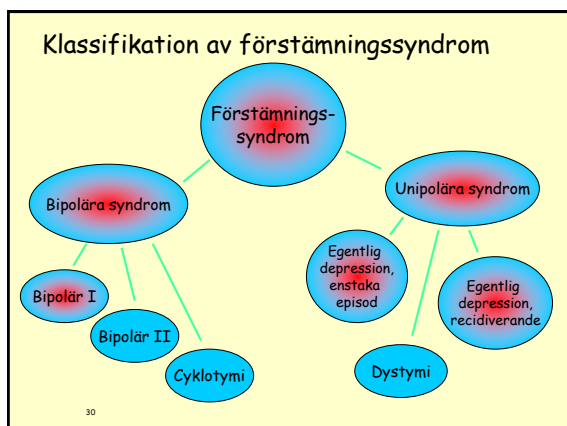 Klassifikation av förstämningssyndrom
Förstämnings-
syndrom
Bipolära syndrom
Unipolära syndrom
Bipolär I
Bipolär II
Cyklotymi
Egentlig
depression,
enstaka
episod
Dystymi
Egentlig
depression,
recidiverande
30